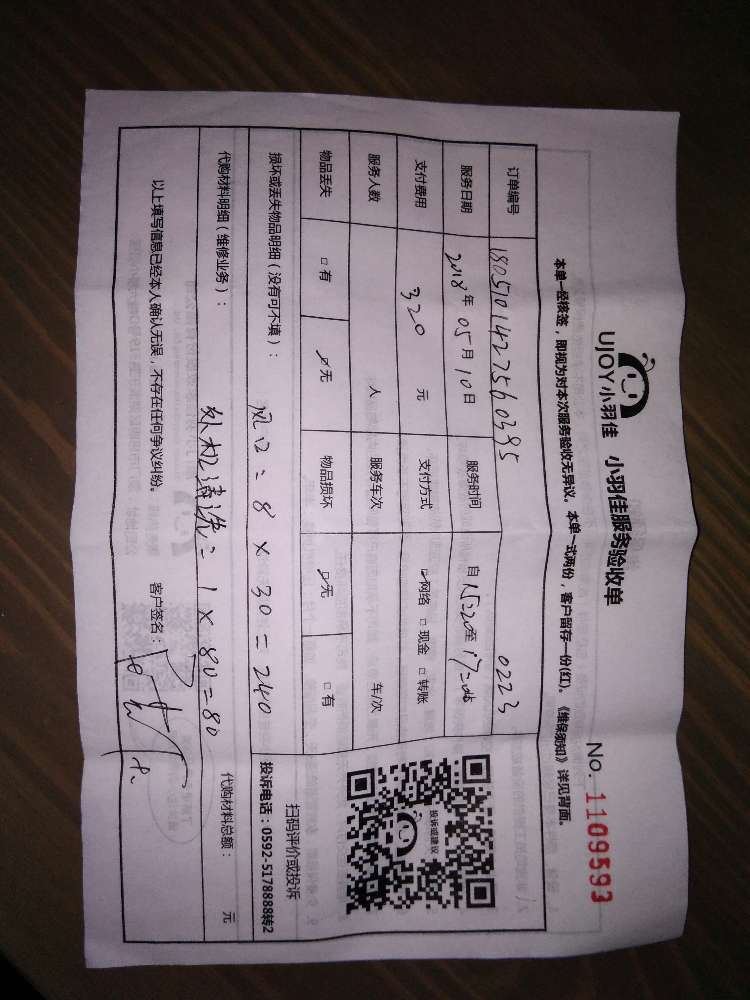 UJOY小羽佳 小羽佳服务验收单
No. 1109593
本单一经核签，即视为对本次服务验收无异议。本单一式两份，客户留存一份(红)。《维保须知》详见背面。
订单编号 1805101427560395 0223
服务日期 2018年05月10日 服务时间 自15:20至17:00
支付费用 320 元 支付方式 ☑网络 □现金 □转账
服务人数 人 服务车次 车/次
物品丢失 □有 ☑无 物品损坏 ☑无 □有
投诉或建议
扫码评价或投诉
投诉电话：0592-5178888转2
损坏或丢失物品明细（没有可不填）： 风口=8×30=240
代购材料明细（维修业务）： 外机清洗=1×80=80
代购材料总额： 元
以上填写信息已经本人确认无误，不存在任何争议纠纷。 客户签名：